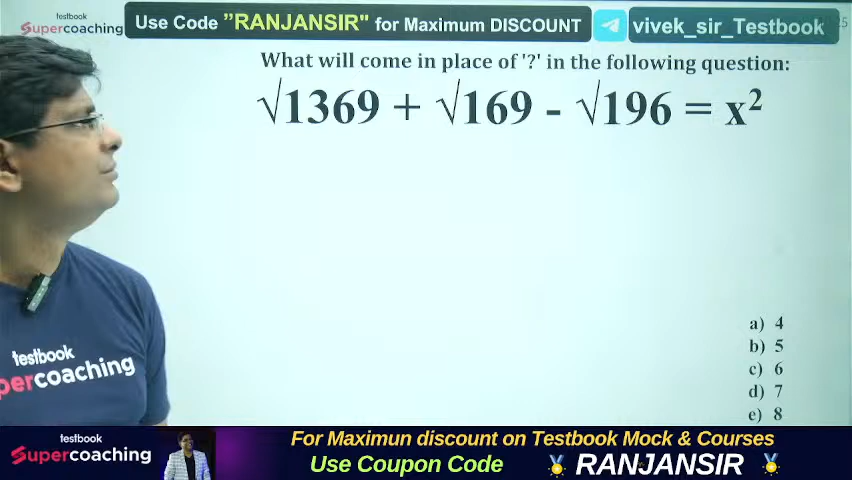 testbook
Supercoaching
Use Code ”RANJANSIR" for Maximum DISCOUNT
vivek_sir_Testbook
What will come in place of '?' in the following question:
√1369 + √169 - √196 = x²
a) 4
b) 5
c) 6
d) 7
e) 8
testbook
percoaching
testbook
Supercoaching
For Maximun discount on Testbook Mock & Courses
Use Coupon Code
RANJANSIR